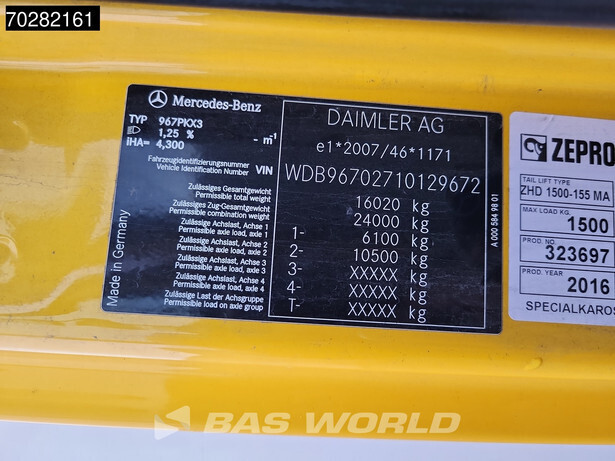 70282161
Mercedes-Benz
TYP 967PKX3
1,25 % - m⁻¹
iHA= 4,300
Fahrzeugidentifizierungsnummer
Vehicle Identification Number VIN
Zulässiges Gesamtgewicht
Permissible total weight
Zulässiges Zug-Gesamtgewicht
Permissible combination weight
Zulässige Achslast, Achse 1
Permissible axle load, axle 1
Zulässige Achslast, Achse 2
Permissible axle load, axle 2
Zulässige Achslast, Achse 3
Permissible axle load, axle 3
Zulässige Achslast, Achse 4
Permissible axle load, axle 4
Zulässige Last der Achsgruppe
Permissible load on axle group
Made in Germany
DAIMLER AG
e1*2007/46*1171
WDB96702710129672
16020 kg
24000 kg
1- 6100 kg
2- 10500 kg
3- XXXXX kg
4- XXXXX kg
T- XXXXX kg
A 000 584 98 01
ZEPRO
TAIL LIFT TYPE
ZHD 1500-155 MA
MAX LOAD KG.
1500
PROD. NO.
323697
PROD. YEAR
2016
SPECIALKAROS
BAS WORLD